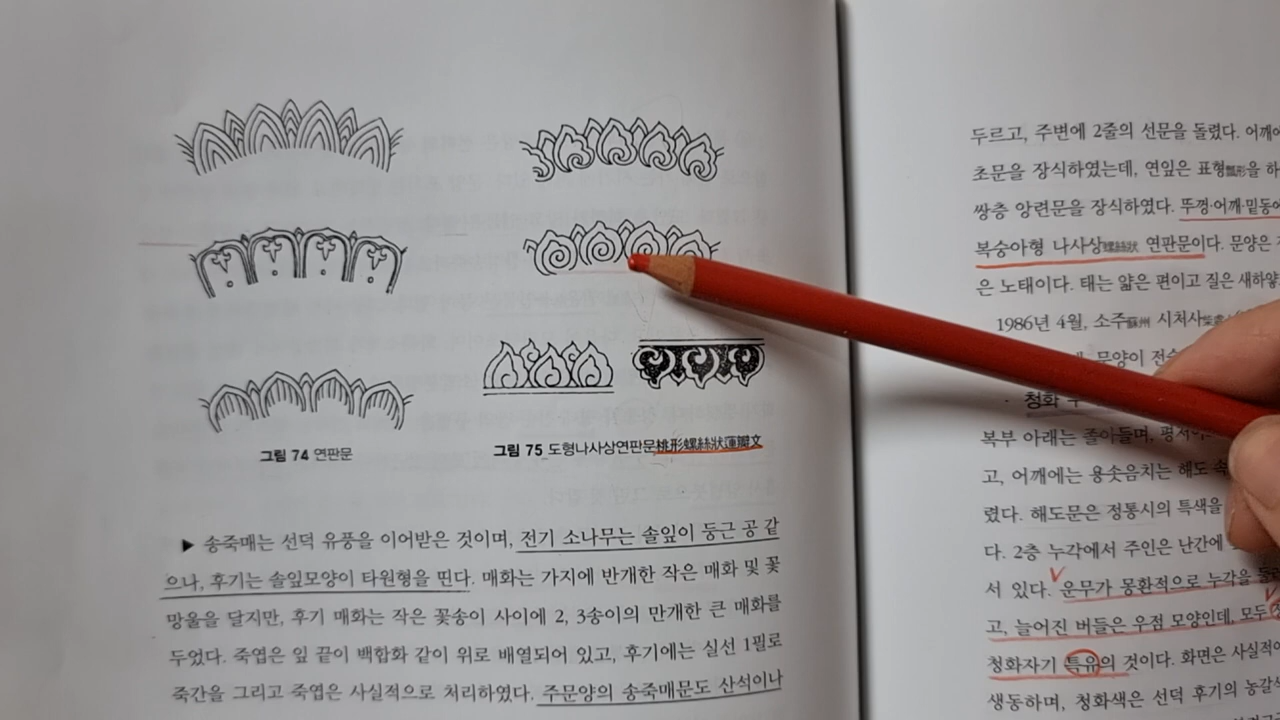 그림 74 연판문
그림 75 도형나사상연판문桃形螺絲狀蓮瓣文
▶ 송죽매는 선덕 유풍을 이어받은 것이며, 전기 소나무는 솔잎이 둥근 공 같
으나, 후기는 솔잎모양이 타원형을 띤다. 매화는 가지에 반개한 작은 매화 및 꽃
망울을 달지만, 후기 매화는 작은 꽃송이 사이에 2, 3송이의 만개한 큰 매화를
두었다. 죽엽은 잎 끝이 백합화 같이 위로 배열되어 있고, 후기에는 실선 1필로
죽간을 그리고 죽엽은 사실적으로 처리하였다. 주문양의 송죽매문도 산석이나
두르고, 주변에 2줄의 선문을 돌렸다. 어깨에
초문을 장식하였는데, 연잎은 표형瓢形을 하
쌍층 앙련문을 장식하였다. 뚜껑·어깨·밑동에
복숭아형 나사상螺絲狀 연판문이다. 문양은
은 노태이다. 태는 얇은 편이고 질은 새하얗
1986년 4월, 소주蘇州 시처사
문양이
청화
복부 아래는 졸아들며,
고, 어깨에는 용솟음치는 해도 속
렸다. 해도문은 정통시의 특색을
다. 2층 누각에서 주인은 난간에
서 있다. 운무가 몽환적으로 누각을
고, 늘어진 버들은 우점 모양인데, 모두
청화자기 특유의 것이다. 화면은 사실적
생동하며, 청화색은 선덕 후기의 농갈